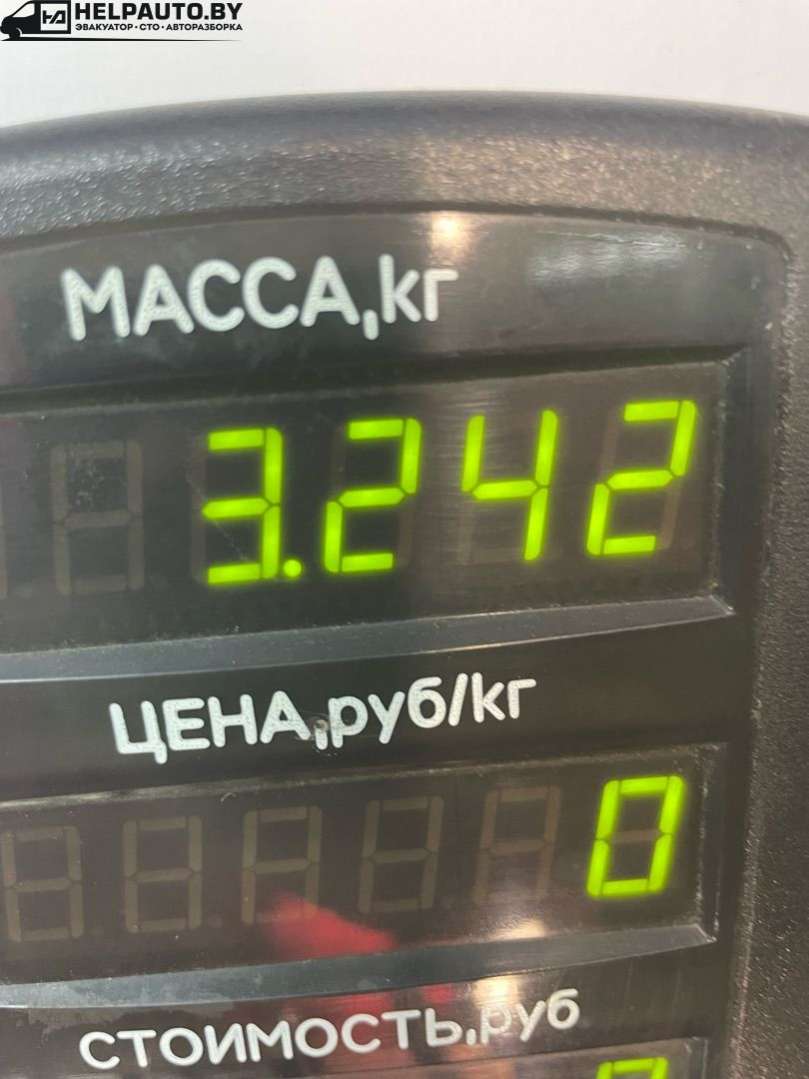 HELPAUTO.BY
ЭВАКУАТОР • СТО • АВТОРАЗБОРКА
МАССА,кг
3.242
ЦЕНА,руб/кг
0
СТОИМОСТЬ,руб